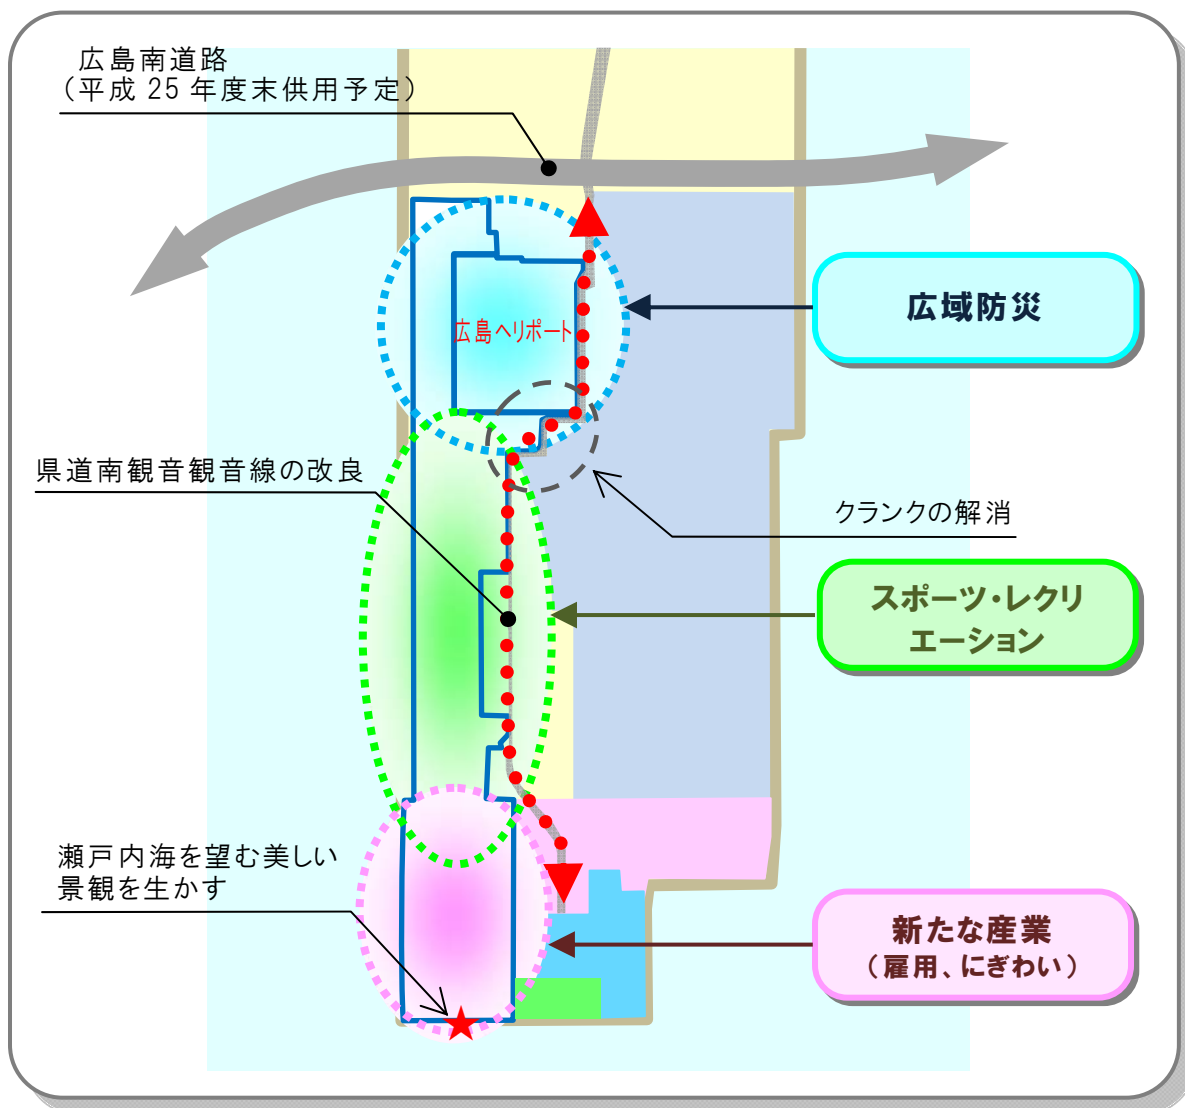 広島南道路
（平成 25 年度末供用予定）
広域防災
広島ヘリポート
県道南観音観音線の改良
クランクの解消
スポーツ・レクリ
エーション
瀬戸内海を望む美しい
景観を生かす
新たな産業
（雇用、にぎわい）